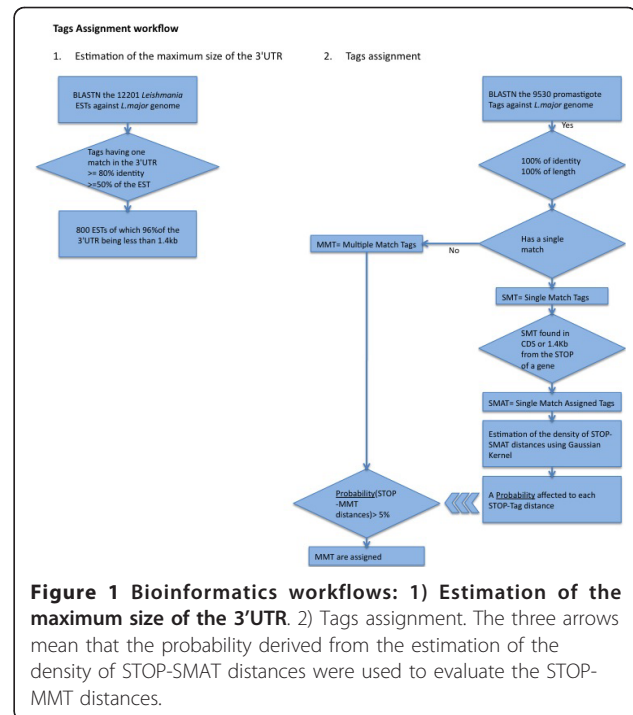 Tags Assignment workflow
1. Estimation of the maximum size of the 3'UTR
BLASTN the 12201 Leishmania
ESTs against L.major genome
Tags having one
match in the 3'UTR
>= 80% identity
>=50% of the EST
800 ESTs of which 96%of the
3'UTR being less than 1.4kb
2. Tags assignment
BLASTN the 9530 promastigote
Tags against L.major genome
Yes
100% of identity
100% of length
Has a single
match
No
MMT= Multiple Match Tags
SMT= Single Match Tags
SMT found in
CDS or 1.4Kb
from the STOP
of a gene
SMAT= Single Match Assigned Tags
Estimation of the density of STOP-
SMAT distances using Gaussian
Kernel
A Probability affected to each
STOP-Tag distance
Probability(STOP
-MMT
distances)> 5%
MMT are assigned
Figure 1 Bioinformatics workflows: 1) Estimation of the
maximum size of the 3'UTR. 2) Tags assignment. The three arrows
mean that the probability derived from the estimation of the
density of STOP-SMAT distances were used to evaluate the STOP-
MMT distances.